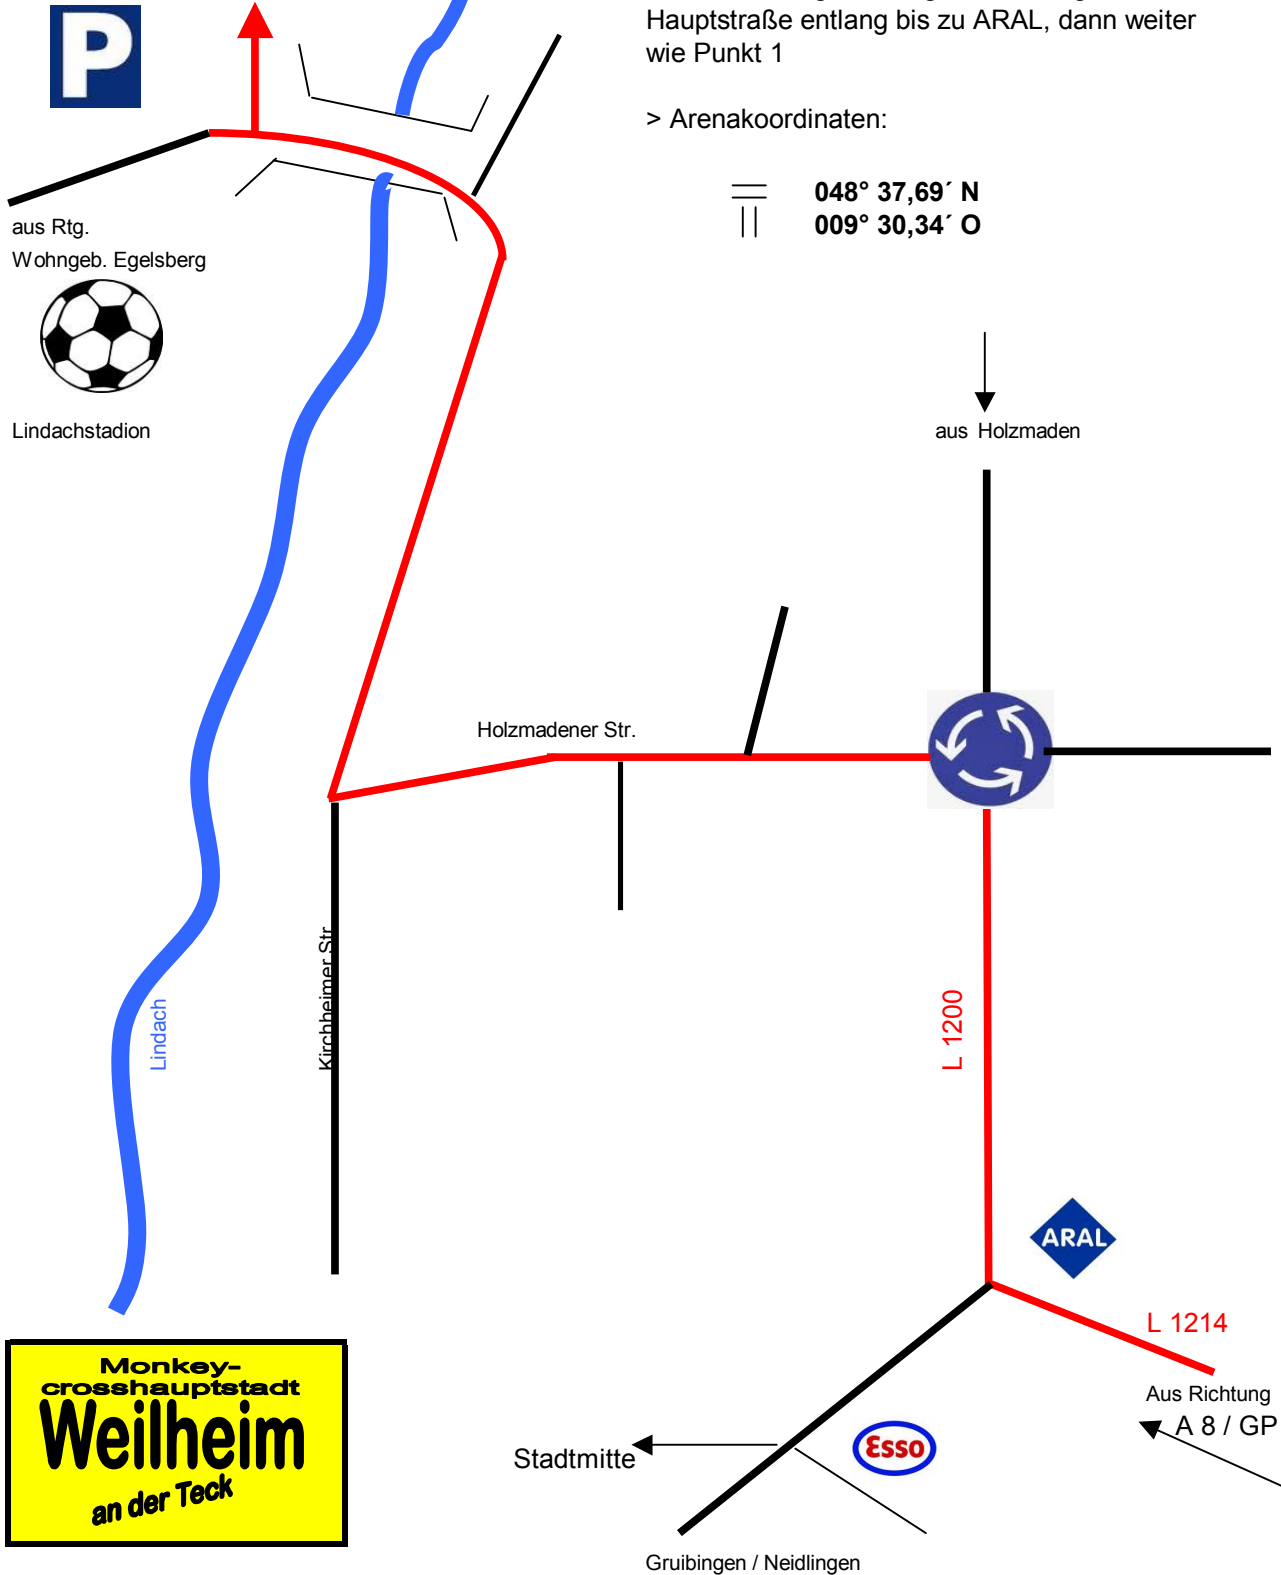 P
Hauptstraße entlang bis zu ARAL, dann weiter
wie Punkt 1
> Arenakoordinaten:
048° 37,69´ N
009° 30,34´ O
aus Rtg.
Wohngeb. Egelsberg
Lindachstadion
aus Holzmaden
Holzmadener Str.
Kirchheimer Str.
Lindach
L 1200
ARAL
L 1214
Aus Richtung
A 8 / GP
Esso
Stadtmitte
Gruibingen / Neidlingen
Monkey-
crosshauptstadt
Weilheim
an der Teck